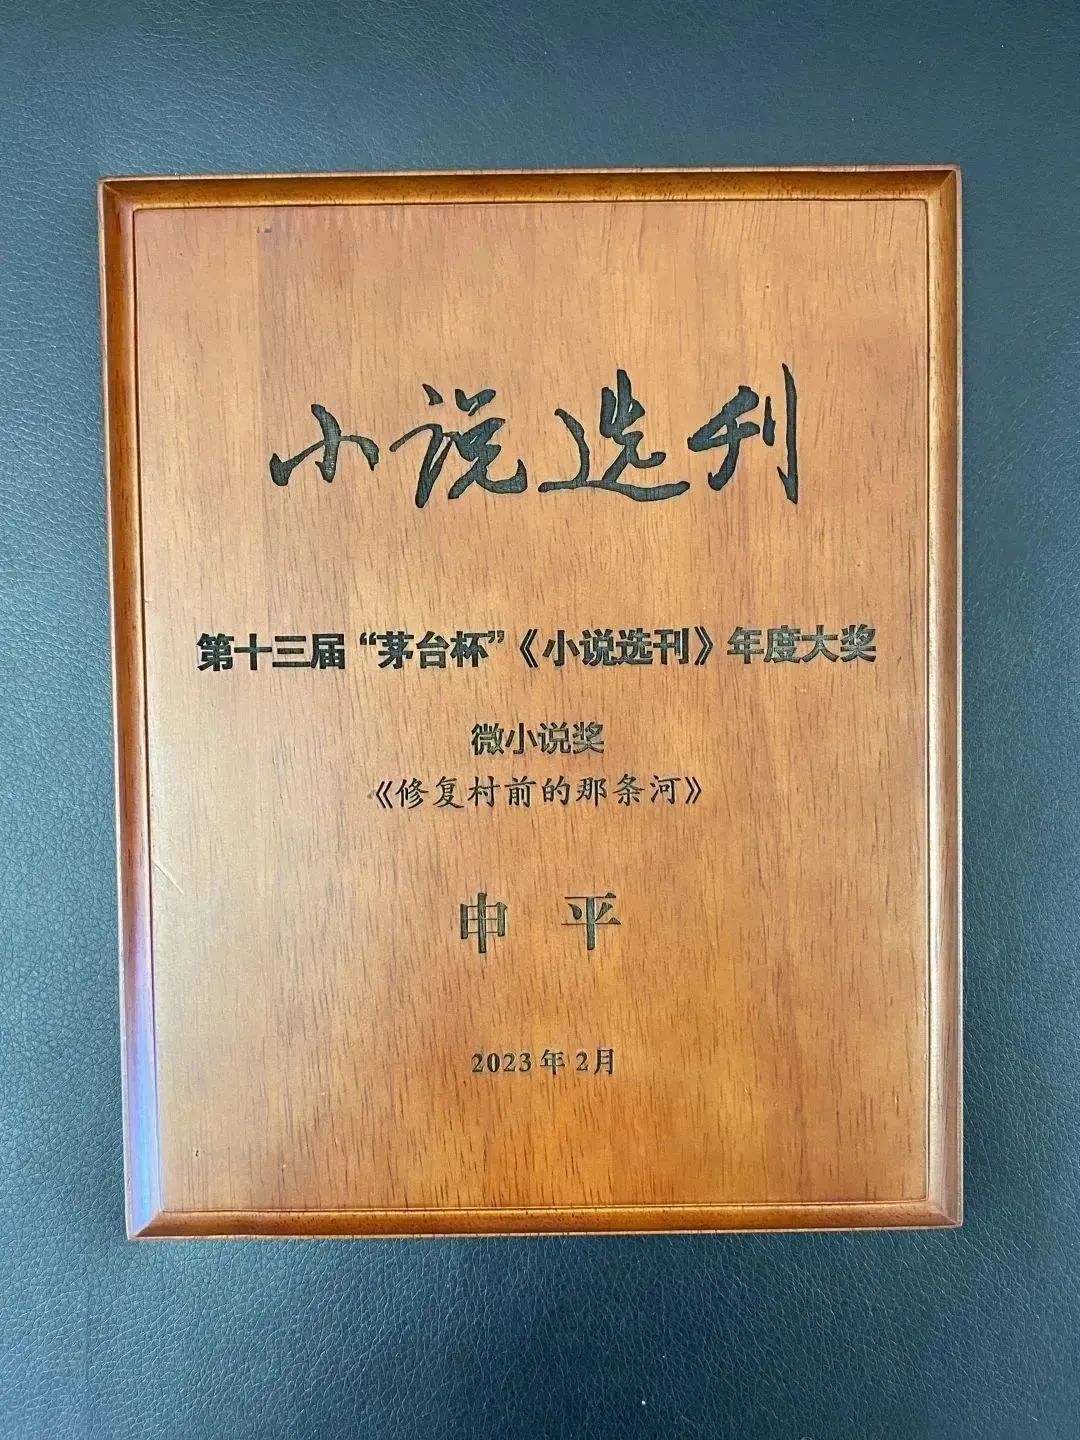 小说选刊
第十三届“茅台杯”《小说选刊》年度大奖
微小说奖
《修复村前的那条河》
申 平
2023年2月